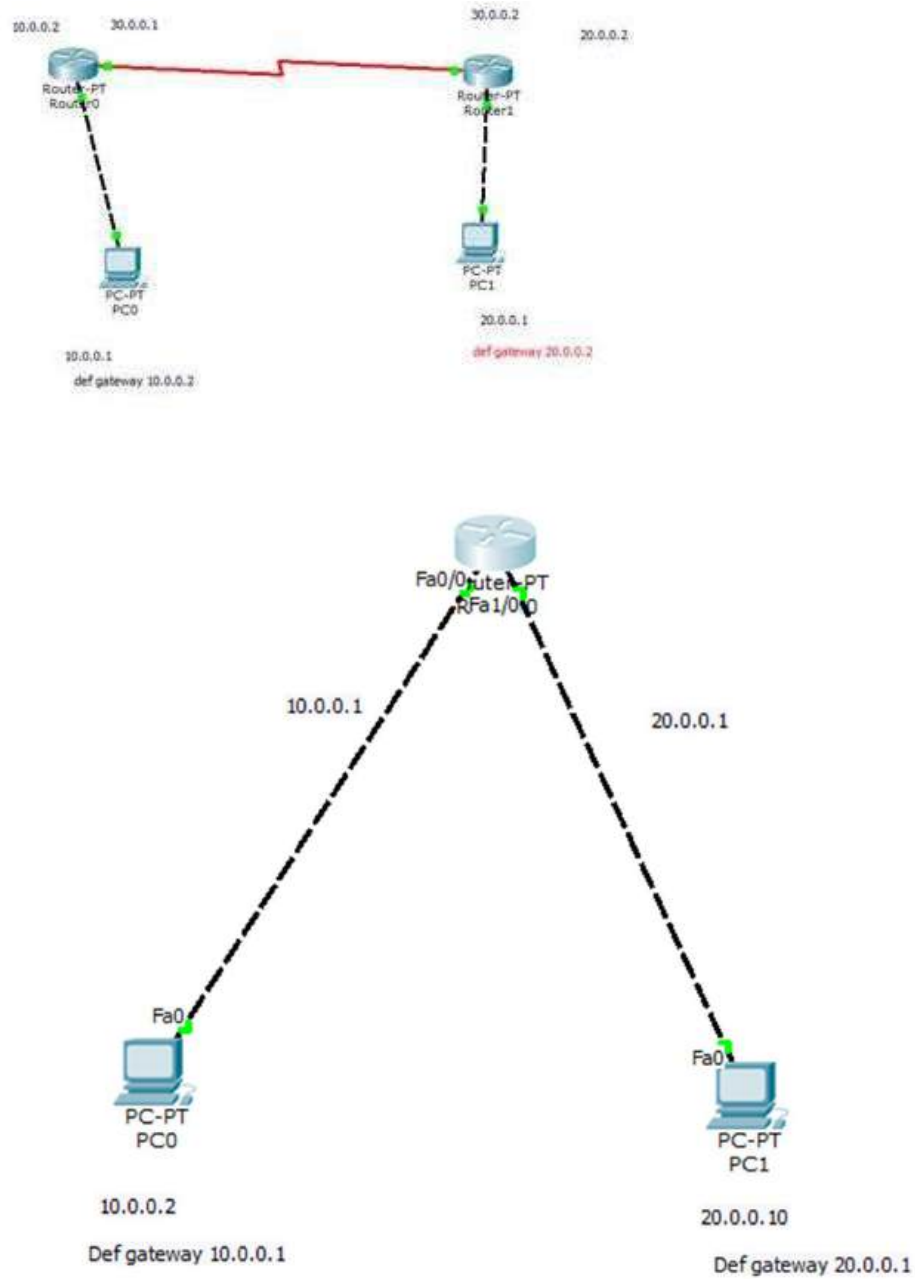 10.0.0.2
30.0.0.1
30.0.0.2
20.0.0.2
Router-PT
Router0
Router-PT
Router1
PC-PT
PC0
PC-PT
PC1
20.0.0.1
def gateway 20.0.0.2
10.0.0.1
def gateway 10.0.0.2
Fa0/0
Fa1/0
10.0.0.1
20.0.0.1
Fa0
Fa0
PC-PT
PC0
PC-PT
PC1
10.0.0.2
20.0.0.10
Def gateway 10.0.0.1
Def gateway 20.0.0.1